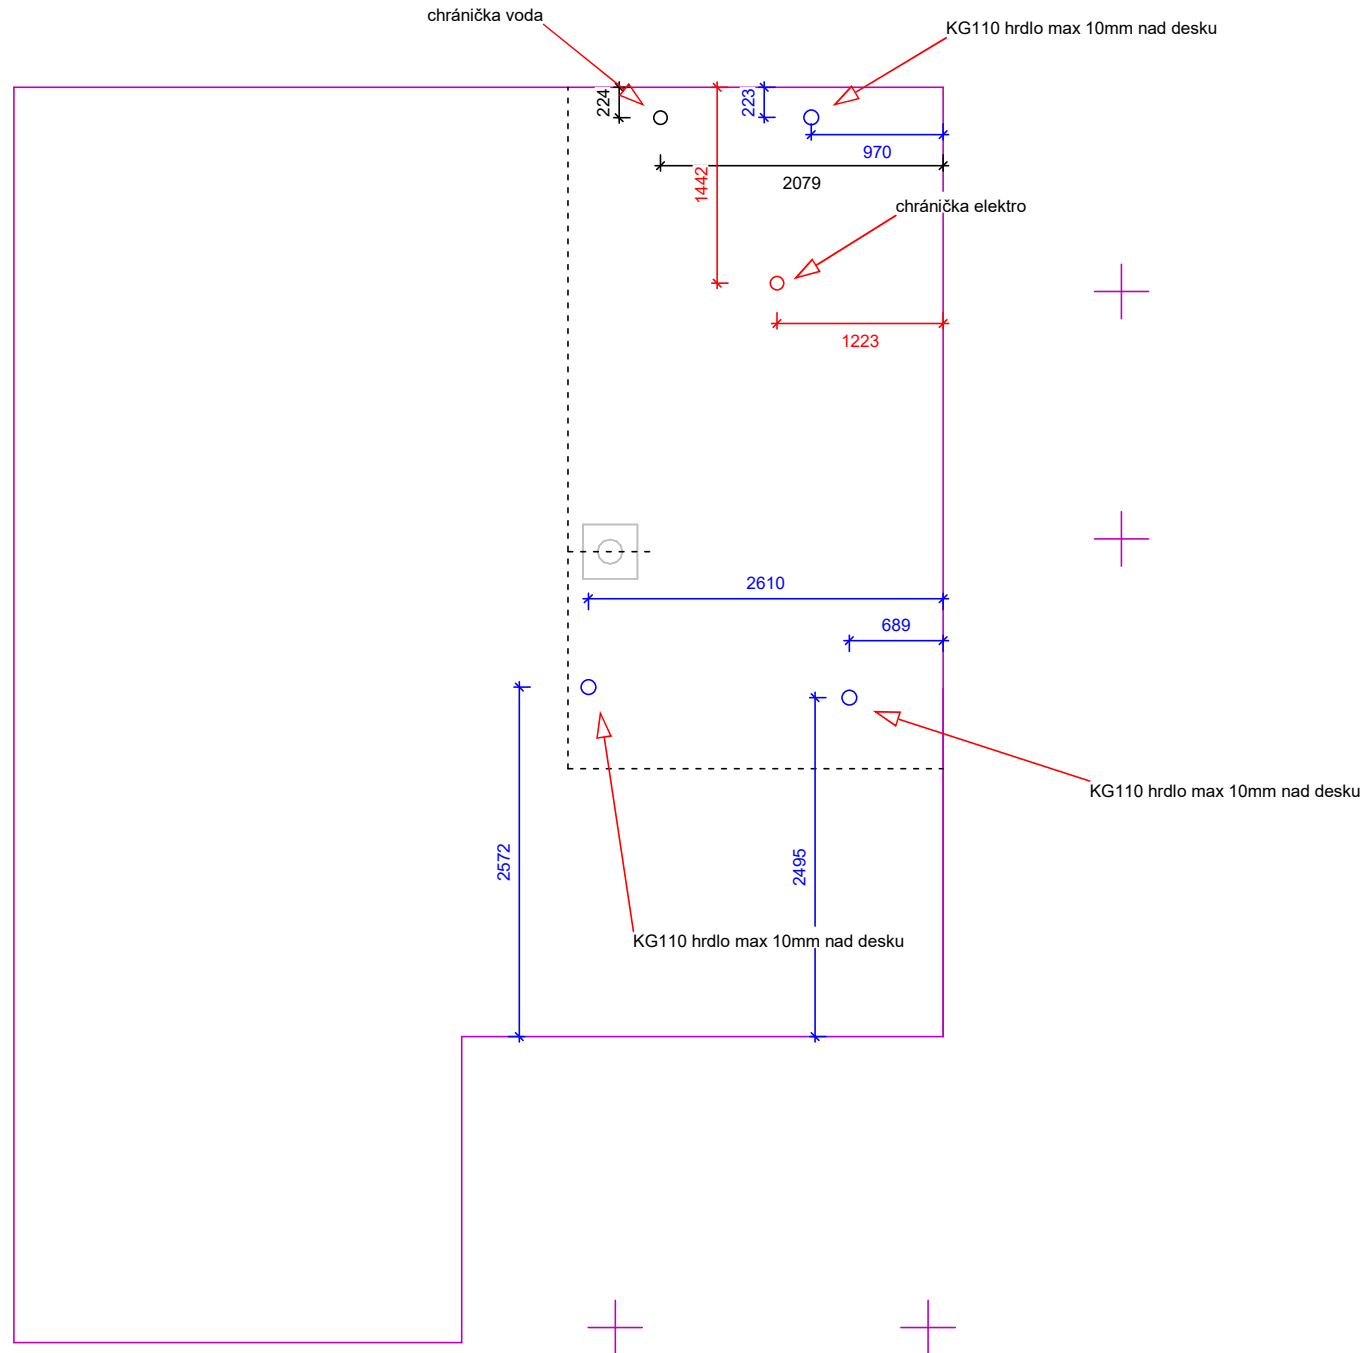 chránička voda
KG110 hrdlo max 10mm nad desku
224
223
970
2079
1442
chránička elektro
1223
2610
689
KG110 hrdlo max 10mm nad desku
2572
2495
KG110 hrdlo max 10mm nad desku